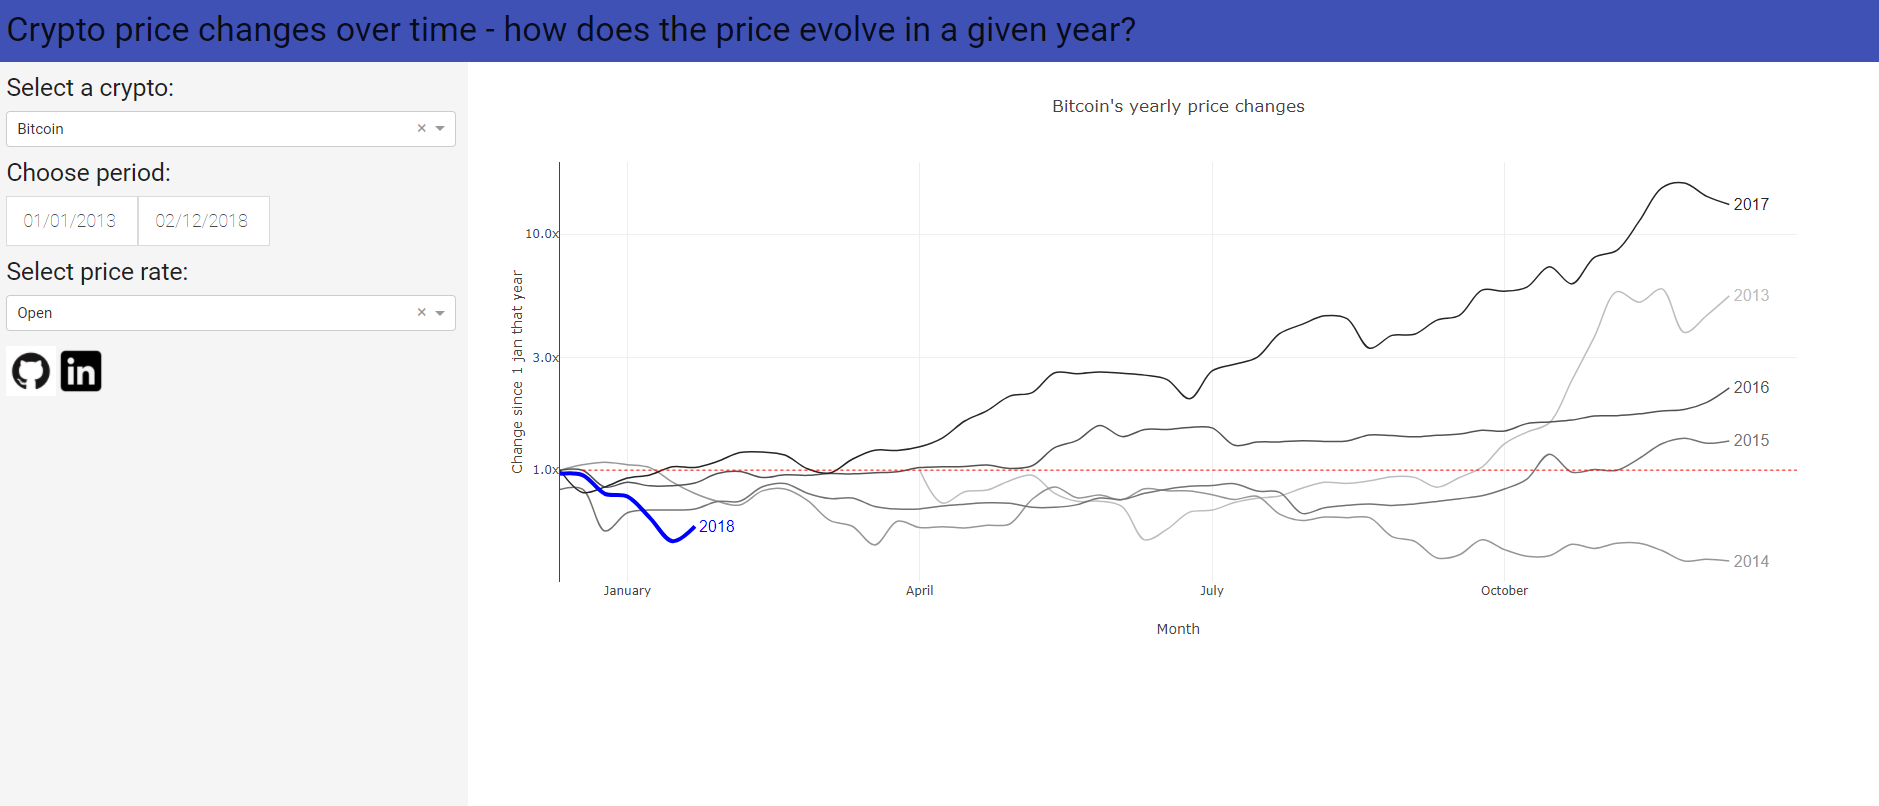 Crypto price changes over time - how does the price evolve in a given year?
Select a crypto:
Bitcoin
Choose period:
01/01/2013 02/12/2018
Select price rate:
Open
in
Bitcoin's yearly price changes
Change since 1 jan that year
10.0x
3.0x
1.0x
2017
2013
2016
2015
2018
2014
January April July October
Month